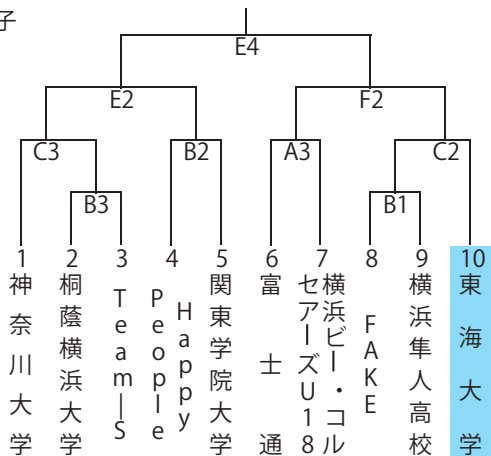 子
E4
E2
F2
C3
B2
A3
C2
B3
B1
1
2
3
4
5
6
7
8
9
10
神奈川大学
桐蔭横浜大学
Team—S
Happy
People
関東学院大学
富士通
横浜ビー・コル
セアーズU18
FAKE
横浜隼人高校
東海大学